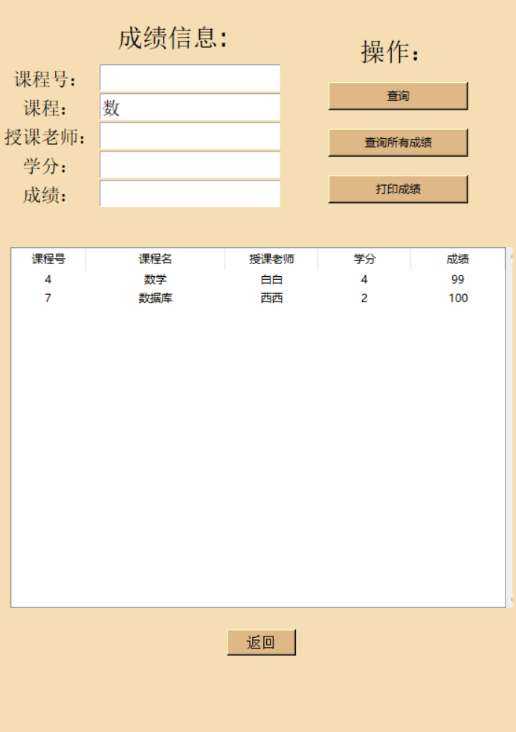 成绩信息:
操作:
课程号:
课程: 数
授课老师:
学分:
成绩:
查询
查询所有成绩
打印成绩
课程号 课程名 授课老师 学分 成绩
4 数学 白白 4 99
7 数据库 西西 2 100
返回